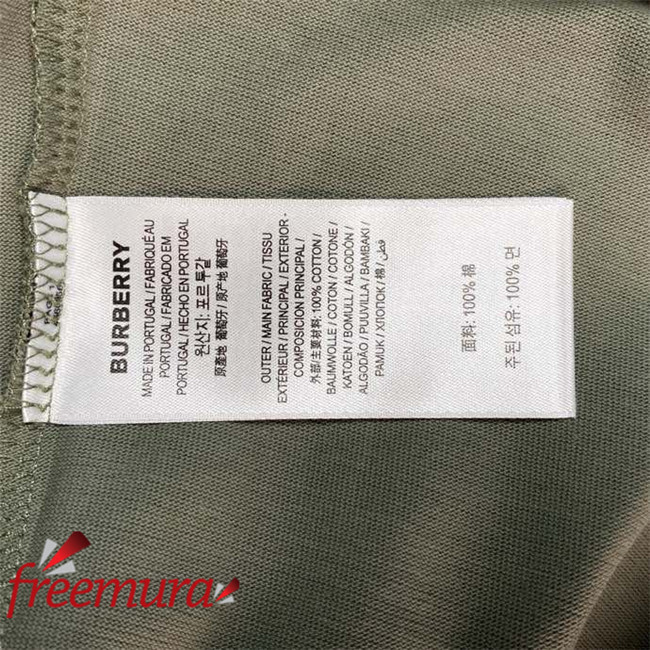 BURBERRY
MADE IN PORTUGAL / FABRIQUÉ AU
PORTUGAL / FABRICADO EM
PORTUGAL / HECHO EN PORTUGAL
원산지: 포르투갈
原產地 葡萄牙 / 原产地 葡萄牙
OUTER / MAIN FABRIC / TISSU
EXTÉRIEUR / PRINCIPAL / EXTERIOR -
COMPOSICION PRINCIPAL /
外部/主要材料: 100% COTTON /
BAUMWOLLE / COTON / COTONE /
KATOEN / BOMULL / ALGODÓN /
ALGODÃO / PUUVILLA / BAMBAKI /
PAMUK / ХЛОПОК / 棉 / قطن
面料: 100% 棉
주된 섬유: 100% 면
freemura